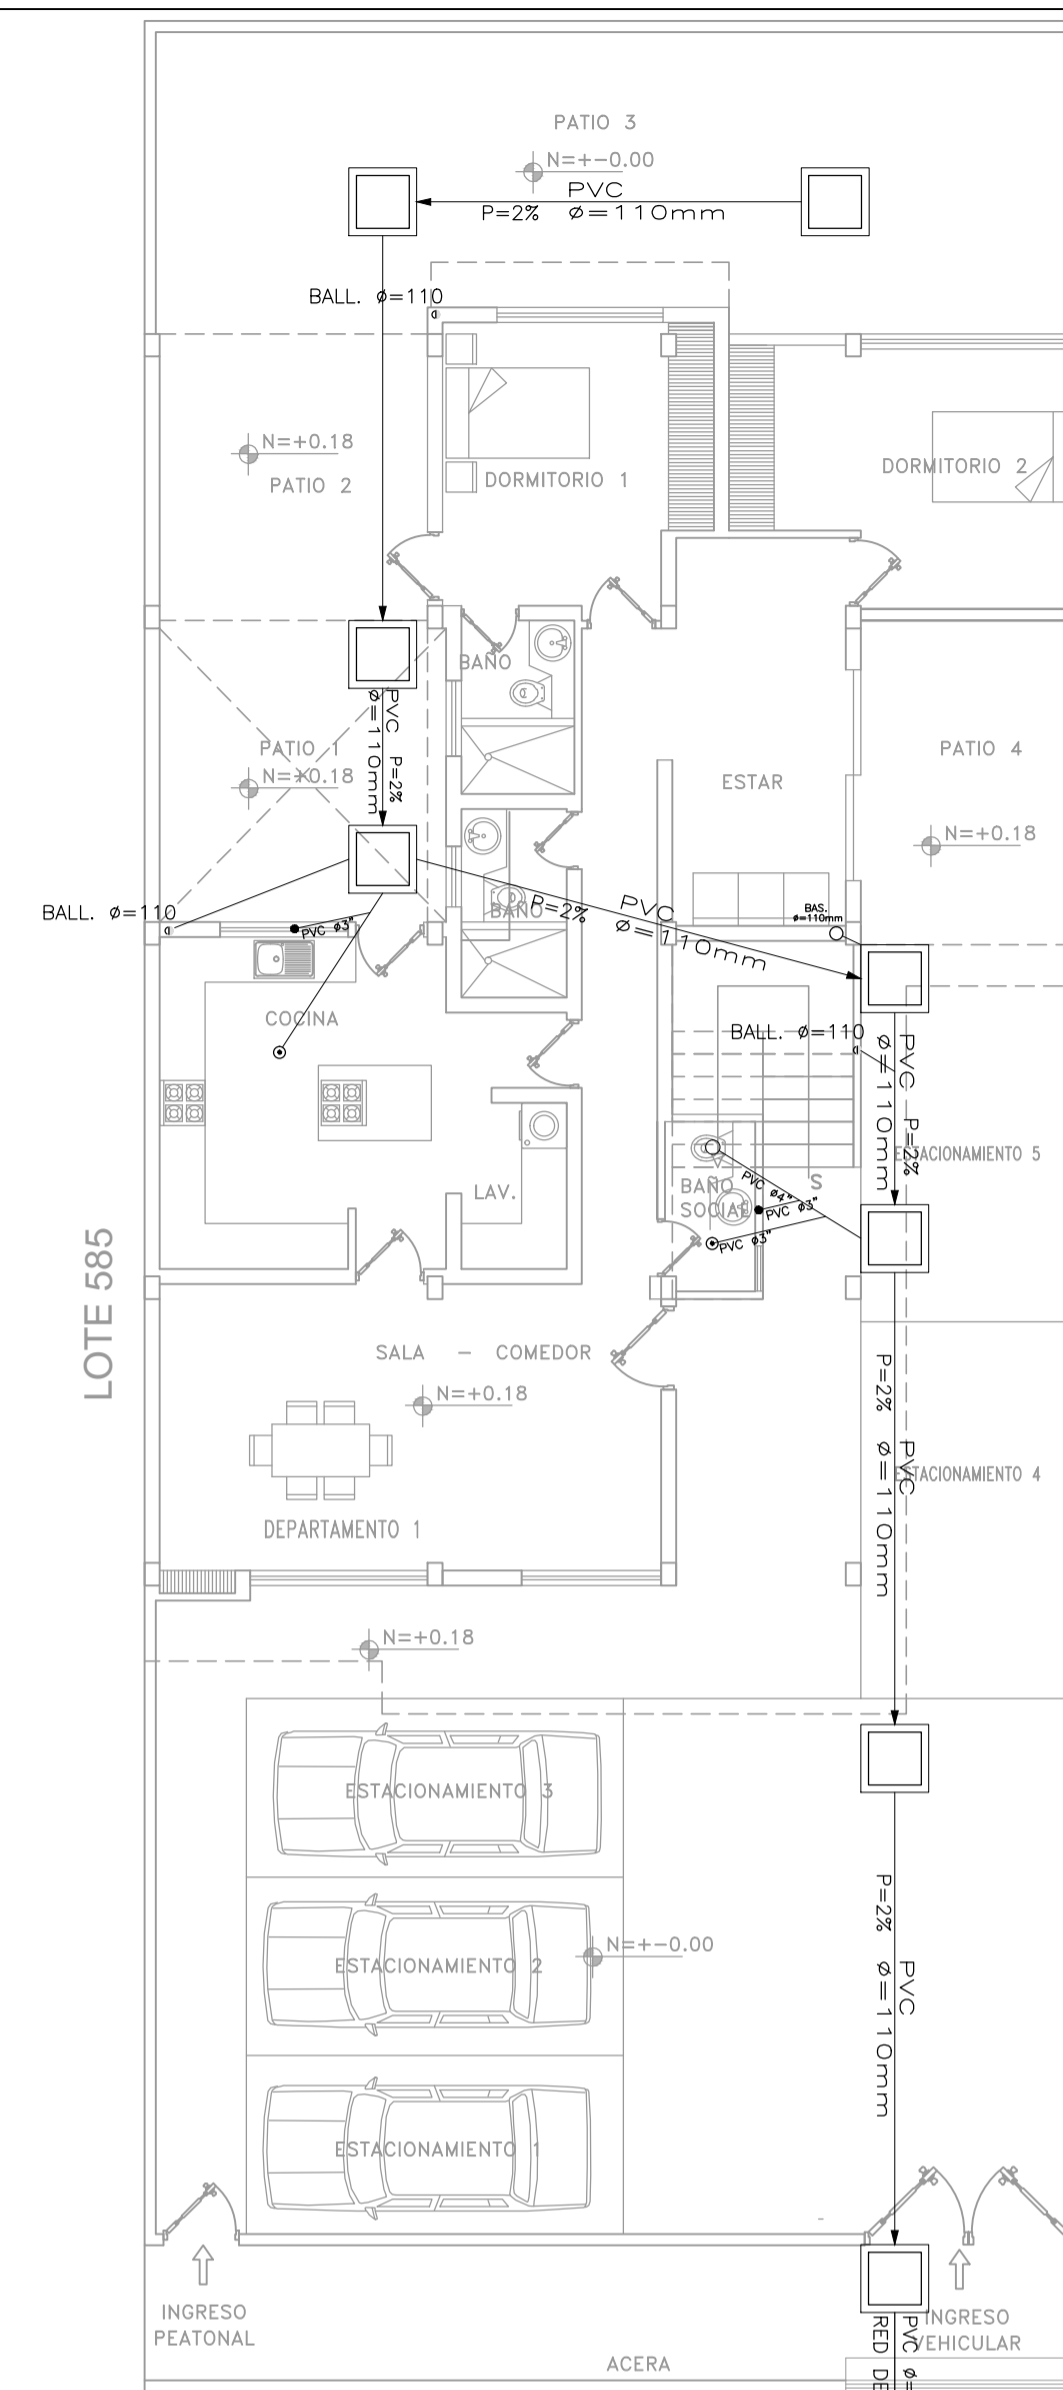 PATIO 3
N=+-0.00
PVC
P=2% ø=110mm
BALL. ø=110
N=+0.18
PATIO 2
DORMITORIO 1
DORMITORIO 2
BAÑO
PVC P=2%
ø=110mm
PATIO 1
N=+0.18
ESTAR
PATIO 4
N=+0.18
BALL. ø=110
PVC ø3"
BAÑO
P=2% PVC
ø=110mm
BAS.
ø=110mm
COCINA
BALL. ø=110
PVC P=2%
ø=110mm
ESTACIONAMIENTO 5
LAV.
BAÑO
SOCIAL
S
PVC ø4"
PVC ø3"
PVC ø3"
LOTE 585
SALA - COMEDOR
N=+0.18
P=2% PVC
ø=110mm
ESTACIONAMIENTO 4
DEPARTAMENTO 1
N=+0.18
ESTACIONAMIENTO 3
P=2% PVC
ø=110mm
ESTACIONAMIENTO 2
N=+-0.00
ESTACIONAMIENTO 1
INGRESO
PEATONAL
INGRESO
VEHICULAR
PVC ø=
RED DE
ACERA